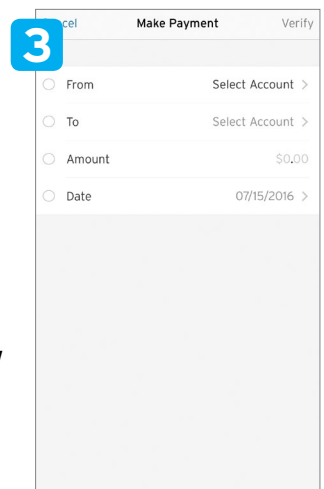 3
cel Make Payment Verify
From Select Account >
To Select Account >
Amount $0.00
Date 07/15/2016 >